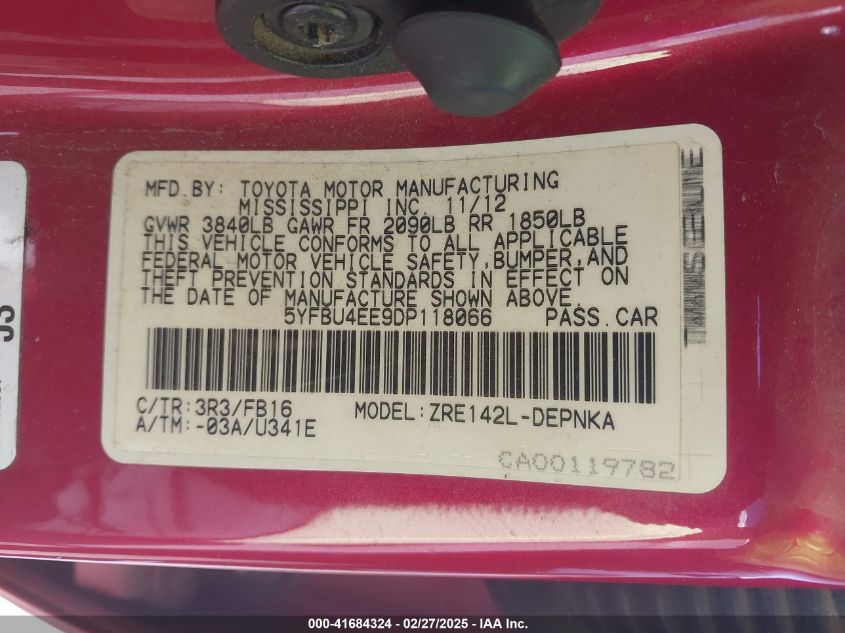 MFD.BY: TOYOTA MOTOR MANUFACTURING
MISSISSIPPI INC. 11/12
GVWR 3840LB GAWR FR 2090LB RR 1850LB
THIS VEHICLE CONFORMS TO ALL APPLICABLE
FEDERAL MOTOR VEHICLE SAFETY,BUMPER,AND
THEFT PREVENTION STANDARDS IN EFFECT ON
THE DATE OF MANUFACTURE SHOWN ABOVE.
5YFBU4EE9DP118066 PASS.CAR
C/TR:3R3/FB16 MODEL:ZRE142L-DEPNKA
A/TM:-03A/U341E
CA00119782
000-41684324 - 02/27/2025 - IAA Inc.